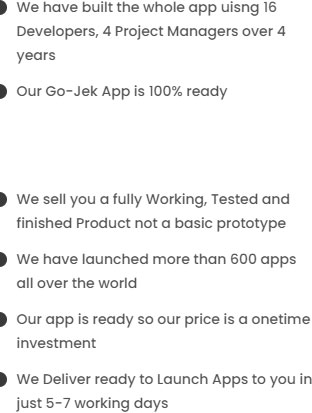 We have built the whole app uisng 16
Developers, 4 Project Managers over 4
years
Our Go-Jek App is 100% ready
We sell you a fully Working, Tested and
finished Product not a basic prototype
We have launched more than 600 apps
all over the world
Our app is ready so our price is a onetime
investment
We Deliver ready to Launch Apps to you in
just 5-7 working days